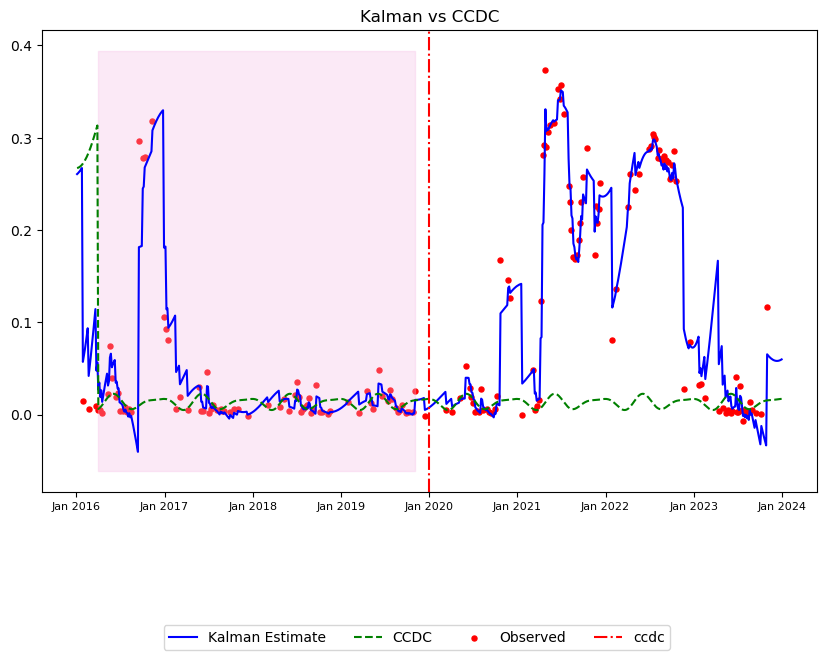 Kalman vs CCDC
0.4
0.3
0.2
0.1
0.0
Jan 2016 Jan 2017 Jan 2018 Jan 2019 Jan 2020 Jan 2021 Jan 2022 Jan 2023 Jan 2024
Kalman Estimate CCDC Observed ccdc